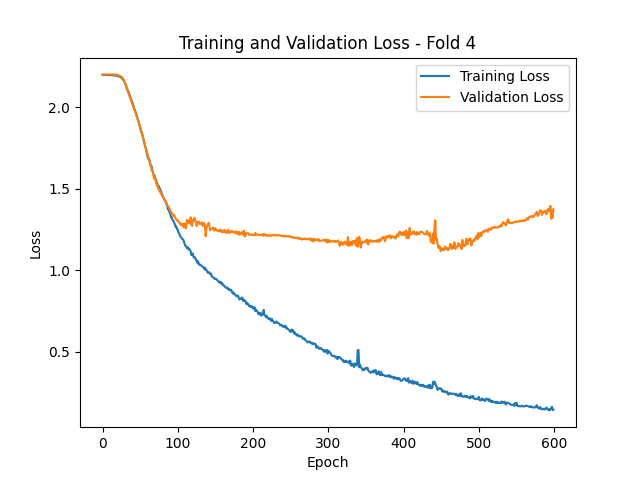 Training and Validation Loss - Fold 4
Training Loss
Validation Loss
Loss
2.0
1.5
1.0
0.5
0 100 200 300 400 500 600
Epoch